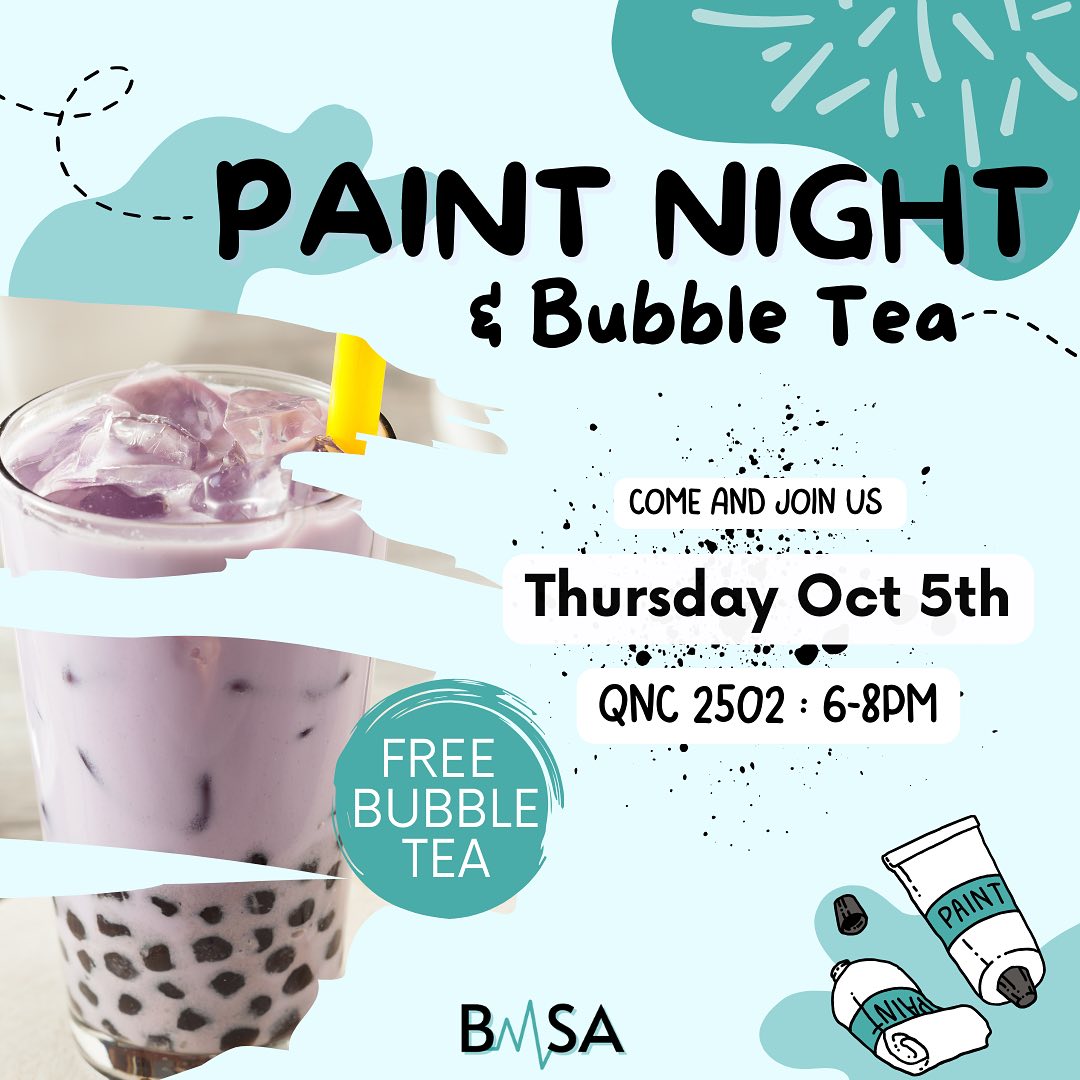 PAINT NIGHT
& Bubble Tea
COME AND JOIN US
Thursday Oct 5th
QNC 2502 : 6-8PM
FREE
BUBBLE
TEA
PAINT
PAINT
BMSA